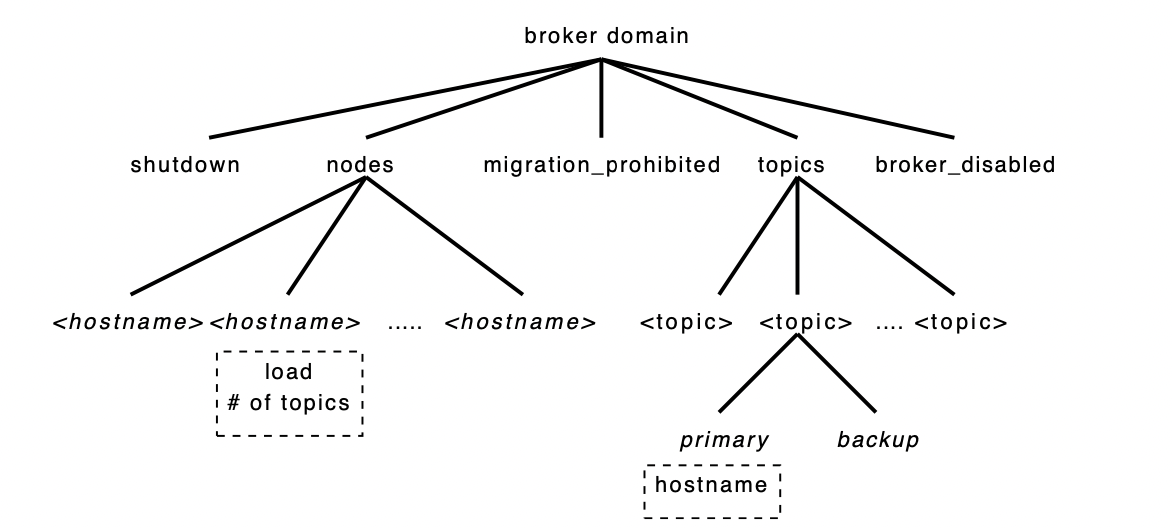 broker domain
shutdown nodes migration_prohibited topics broker_disabled
<hostname> <hostname> ..... <hostname> <topic> <topic> .... <topic>
load
# of topics
primary backup
hostname